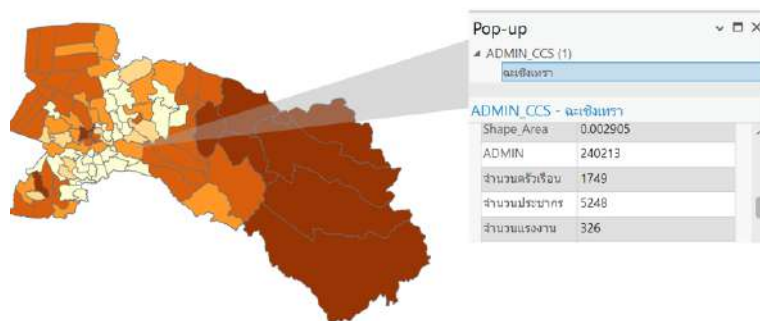 Pop-up
ADMIN_CCS (1)
ฉะเชิงเทรา
ADMIN_CCS - ฉะเชิงเทรา
Shape_Area 0.002905
ADMIN 240213
จำนวนครัวเรือน 1749
จำนวนประชากร 5248
จำนวนแรงงาน 326